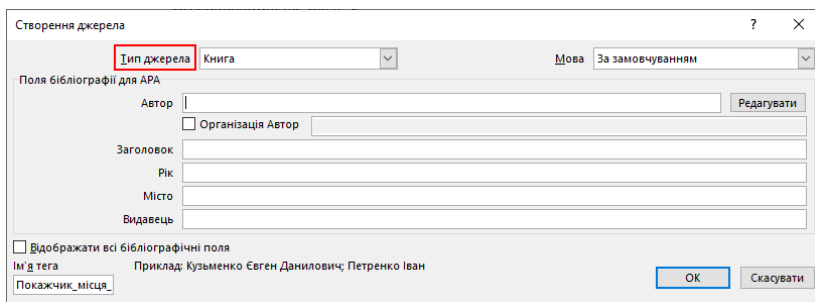 Створення джерела ?
Тип джерела Книга Мова За замовчуванням
Поля бібліографії для APA
Автор Редагувати
Організація Автор
Заголовок
Рік
Місто
Видавець
Відображати всі бібліографічні поля
Ім'я тега Приклад: Кузьменко Євген Данилович; Петренко Іван
Покажчик_місця_ ОК Скасувати